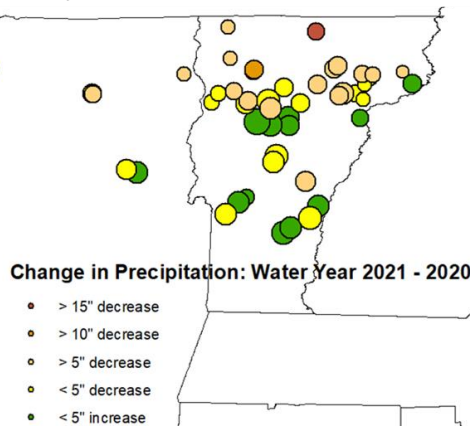 Change in Precipitation: Water Year 2021 - 2020
> 15" decrease
> 10" decrease
> 5" decrease
< 5" decrease
< 5" increase